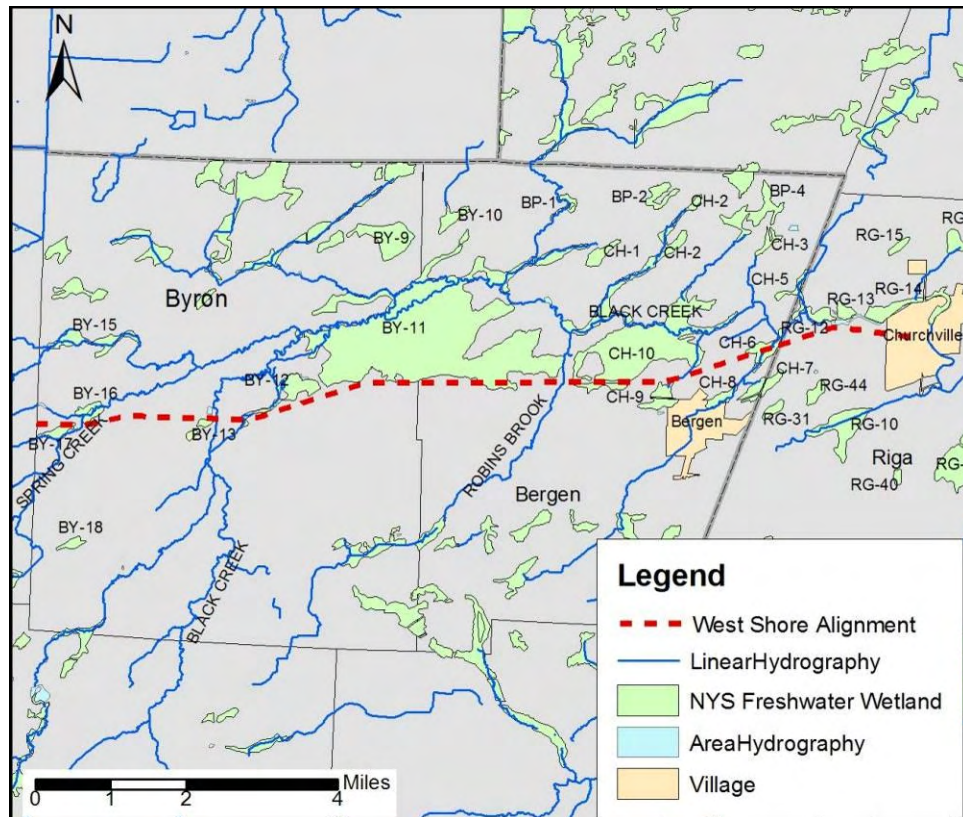 N
BP-1
BP-2
CH-2
BP-4
BY-10
BY-9
CH-1
CH-2
CH-3
RG-15
RG
CH-5
Byron
BY-11
BLACK CREEK
RG-13
RG-14
RG-12
Churchville
BY-15
CH-6
CH-10
BY-12
CH-7
CH-8
CH-9
RG-44
BY-16
BY-17
BY-13
Bergen
RG-31
RG-10
SPRING CREEK
ROBINS BROOK
Bergen
Riga
RG-
RG-40
BY-18
BLACK CREEK
Legend
West Shore Alignment
LinearHydrography
NYS Freshwater Wetland
AreaHydrography
Village
Miles
0 1 2 4